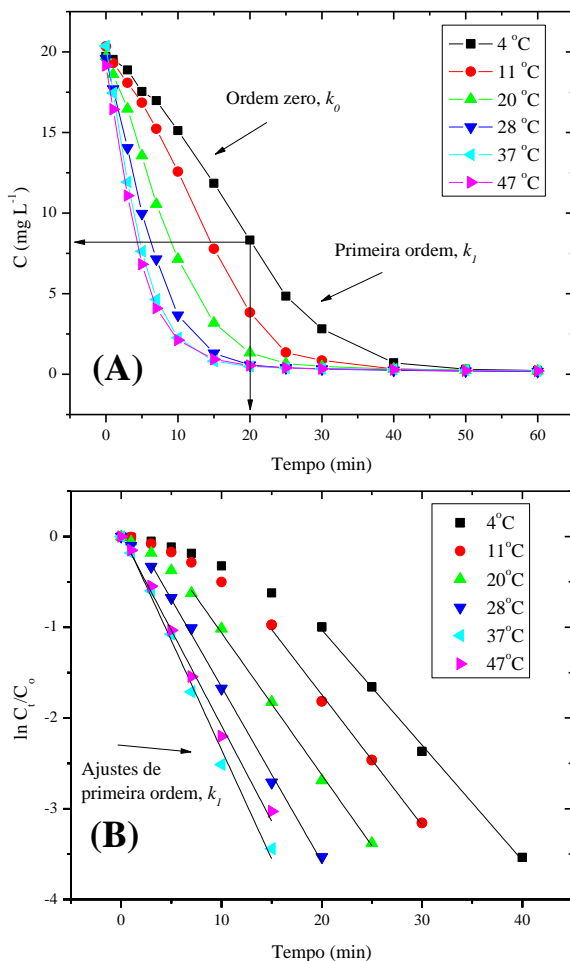 20
15
10
5
0
C (mg L⁻¹)
4 °C
11 °C
20 °C
28 °C
37 °C
47 °C
Ordem zero, k₀
Primeira ordem, k₁
(A)
0 10 20 30 40 50 60
Tempo (min)
0
-1
-2
-3
-4
ln Cₜ/Cₒ
4°C
11°C
20°C
28°C
37°C
47°C
Ajustes de
primeira ordem, k₁
(B)
0 10 20 30 40
Tempo (min)